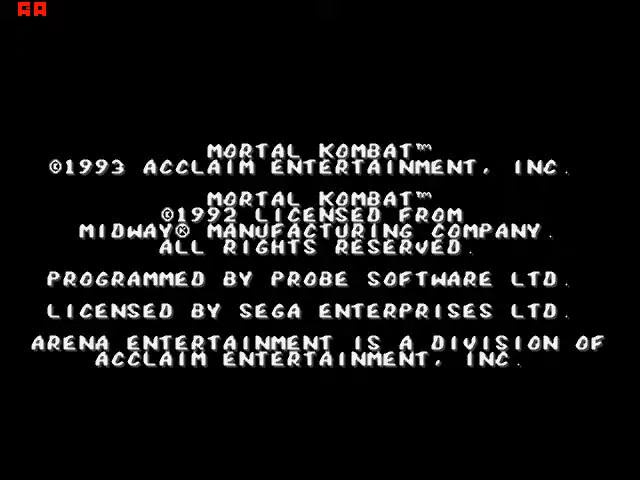 AA
MORTAL KOMBAT™
©1993 ACCLAIM ENTERTAINMENT, INC.
MORTAL KOMBAT™
©1992 LICENSED FROM
MIDWAY® MANUFACTURING COMPANY.
ALL RIGHTS RESERVED.
PROGRAMMED BY PROBE SOFTWARE LTD.
LICENSED BY SEGA ENTERPRISES LTD.
ARENA ENTERTAINMENT IS A DIVISION OF
ACCLAIM ENTERTAINMENT, INC.